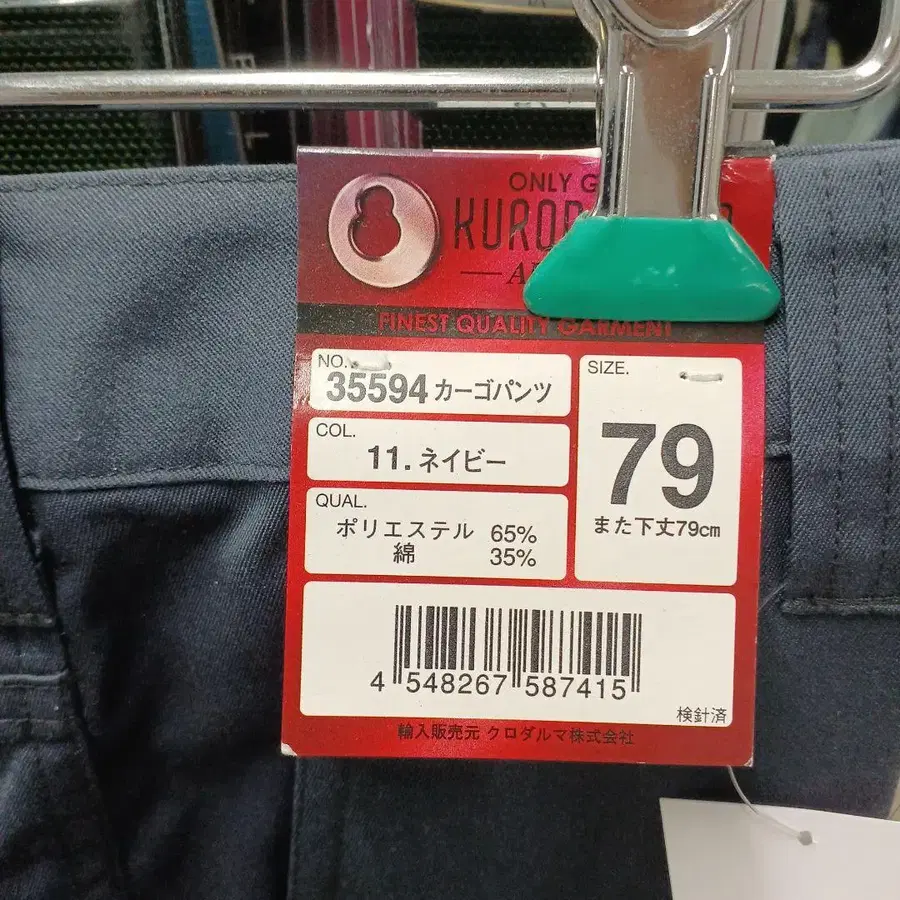 ONLY
FINEST QUALITY GARMENT
NO.
35594 カーゴパンツ
COL.
11. ネイビー
QUAL.
ポリエステル 65%
綿 35%
SIZE.
79
また下丈79cm
4 548267 587415
検針済
輸入販売元 クロダルマ株式会社